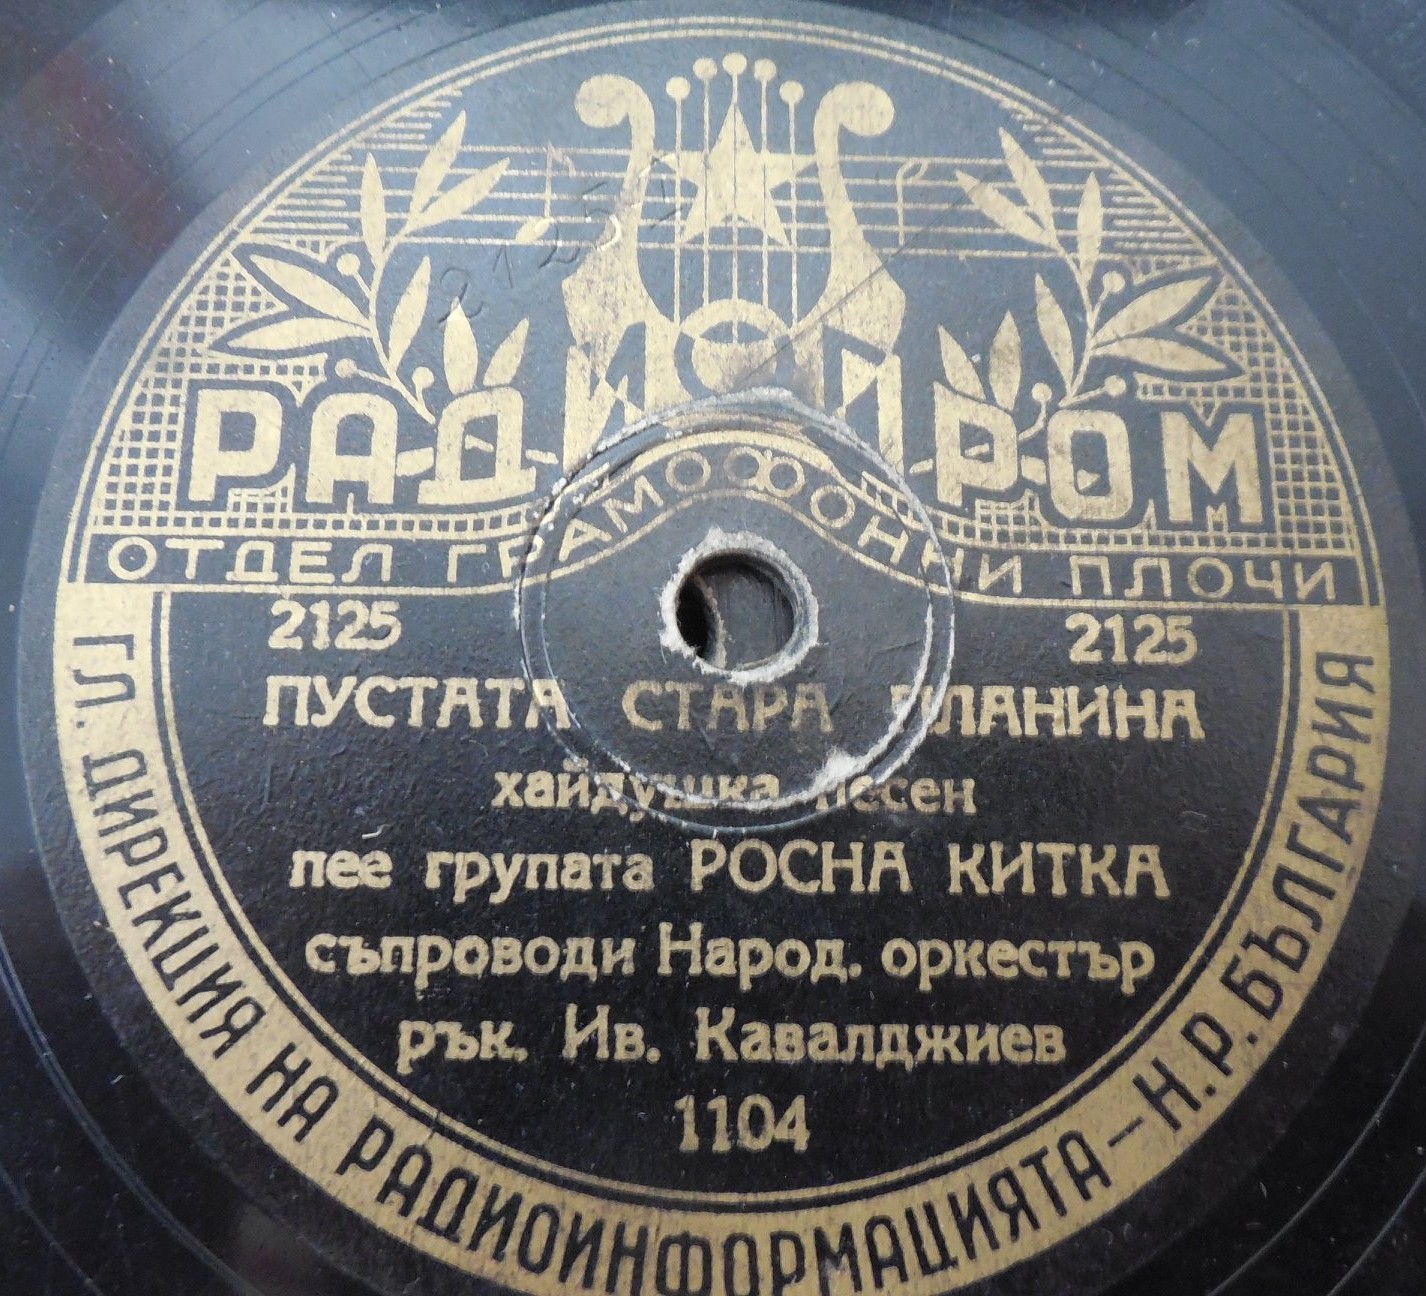 РАДИОПРОМ
ОТДЕЛ ГРАМОФОННИ ПЛОЧИ
2125 2125
ПУСТАТА СТАРА ПЛАНИНА
хайдушка песен
пее групата РОСНА КИТКА
съпроводи Народ. оркестър
рък. Ив. Кавалджиев
1104
ГЛ. ДИРЕКЦИЯ НА РАДИОИНФОРМАЦИЯТА – Н.Р. БЪЛГАРИЯ